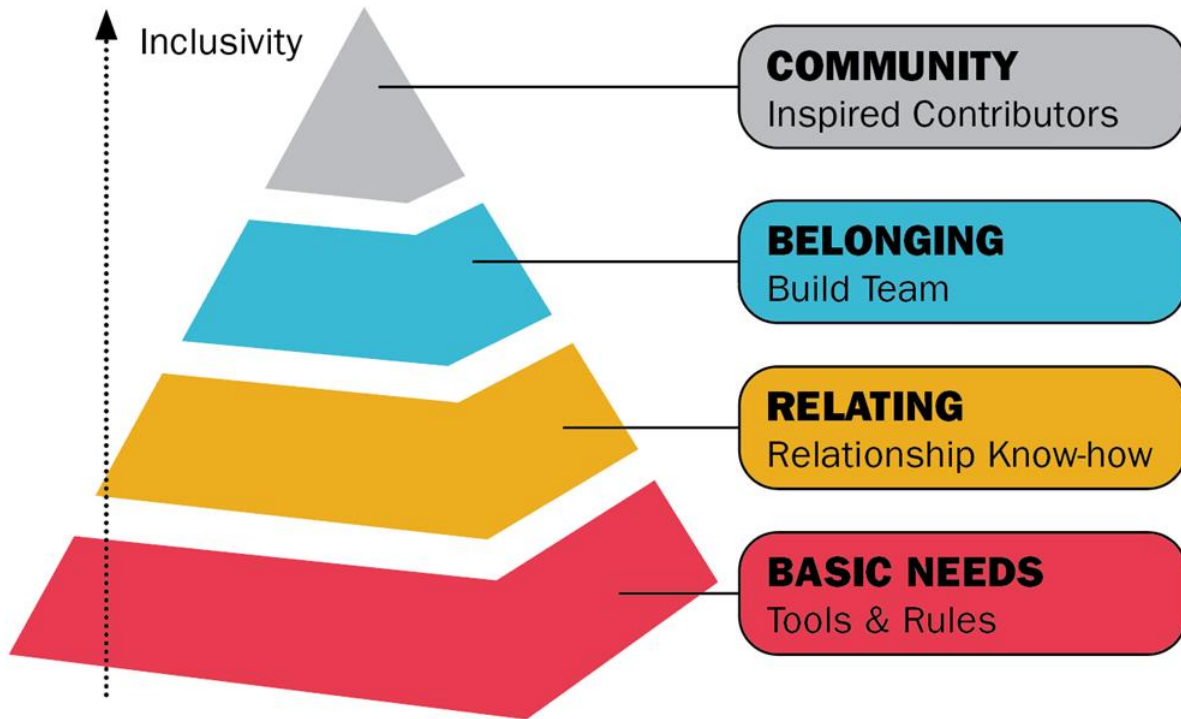 Inclusivity
COMMUNITY
Inspired Contributors
BELONGING
Build Team
RELATING
Relationship Know-how
BASIC NEEDS
Tools & Rules